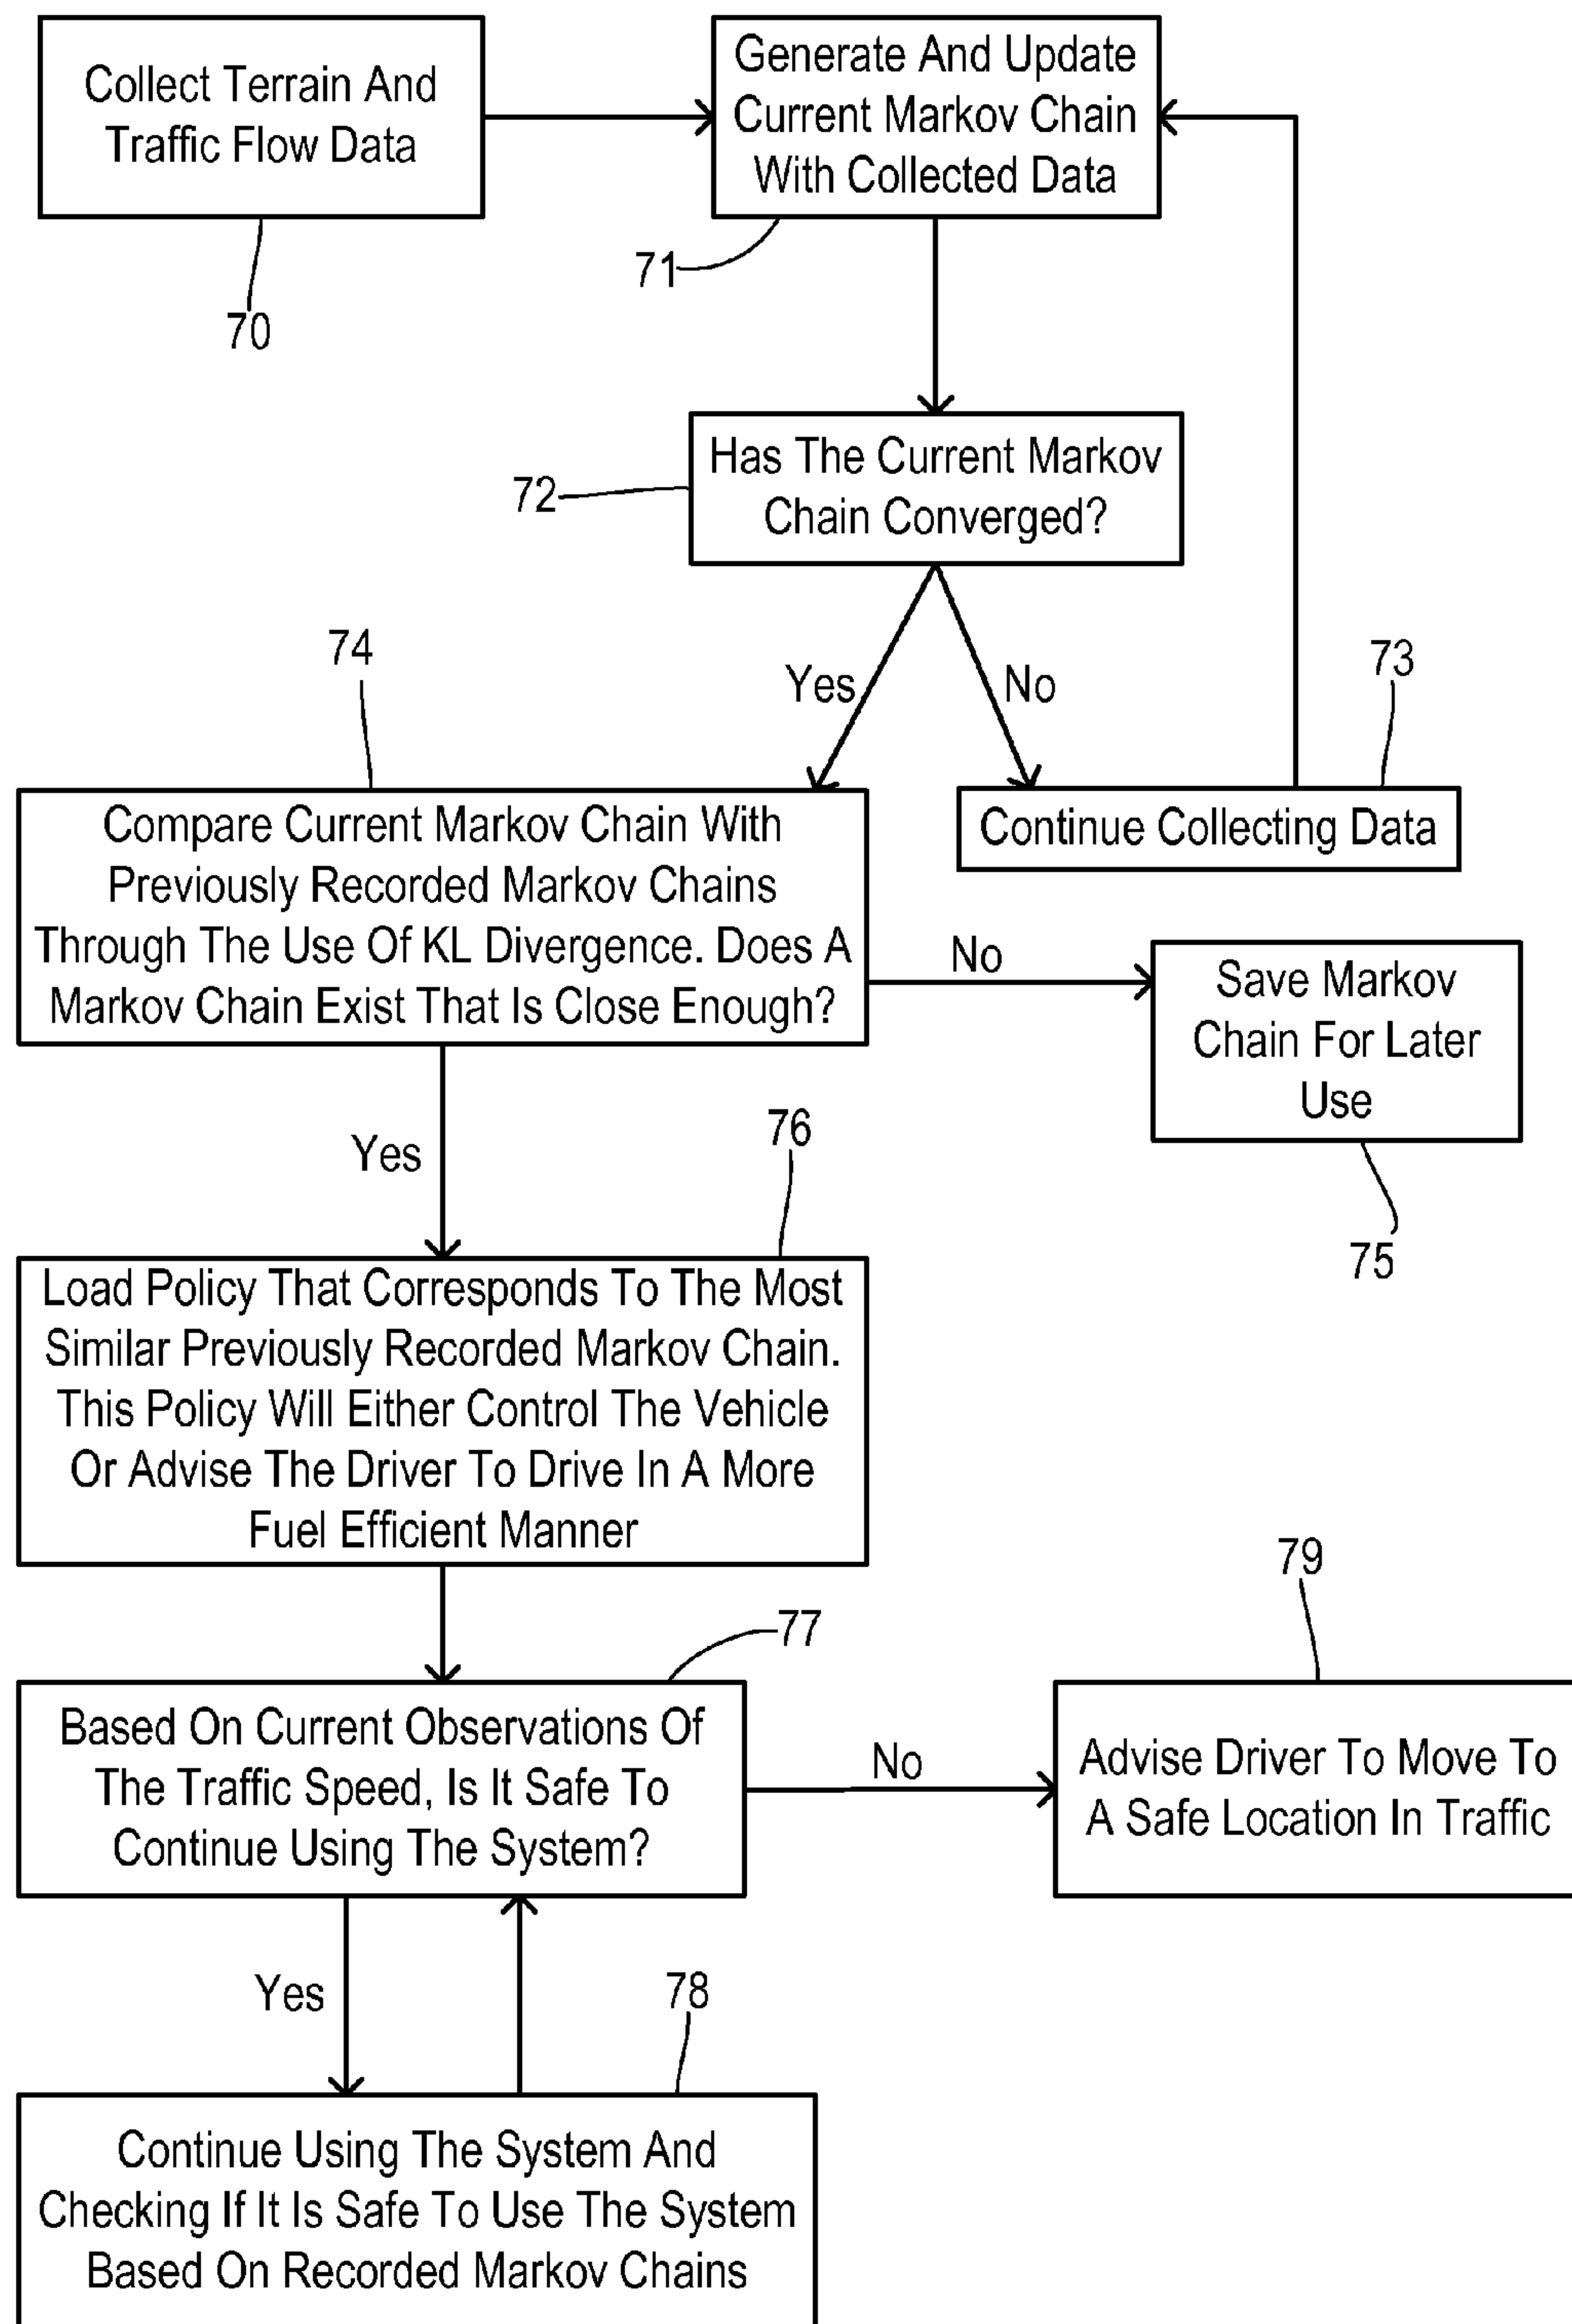 Collect Terrain And
Traffic Flow Data
70
Generate And Update
Current Markov Chain
With Collected Data
71
Has The Current Markov
Chain Converged?
72
Yes
No
73
Continue Collecting Data
74
Compare Current Markov Chain With
Previously Recorded Markov Chains
Through The Use Of KL Divergence. Does A
Markov Chain Exist That Is Close Enough?
No
Save Markov
Chain For Later
Use
75
Yes
76
Load Policy That Corresponds To The Most
Similar Previously Recorded Markov Chain.
This Policy Will Either Control The Vehicle
Or Advise The Driver To Drive In A More
Fuel Efficient Manner
77
Based On Current Observations Of
The Traffic Speed, Is It Safe To
Continue Using The System?
No
79
Advise Driver To Move To
A Safe Location In Traffic
Yes
78
Continue Using The System And
Checking If It Is Safe To Use The System
Based On Recorded Markov Chains